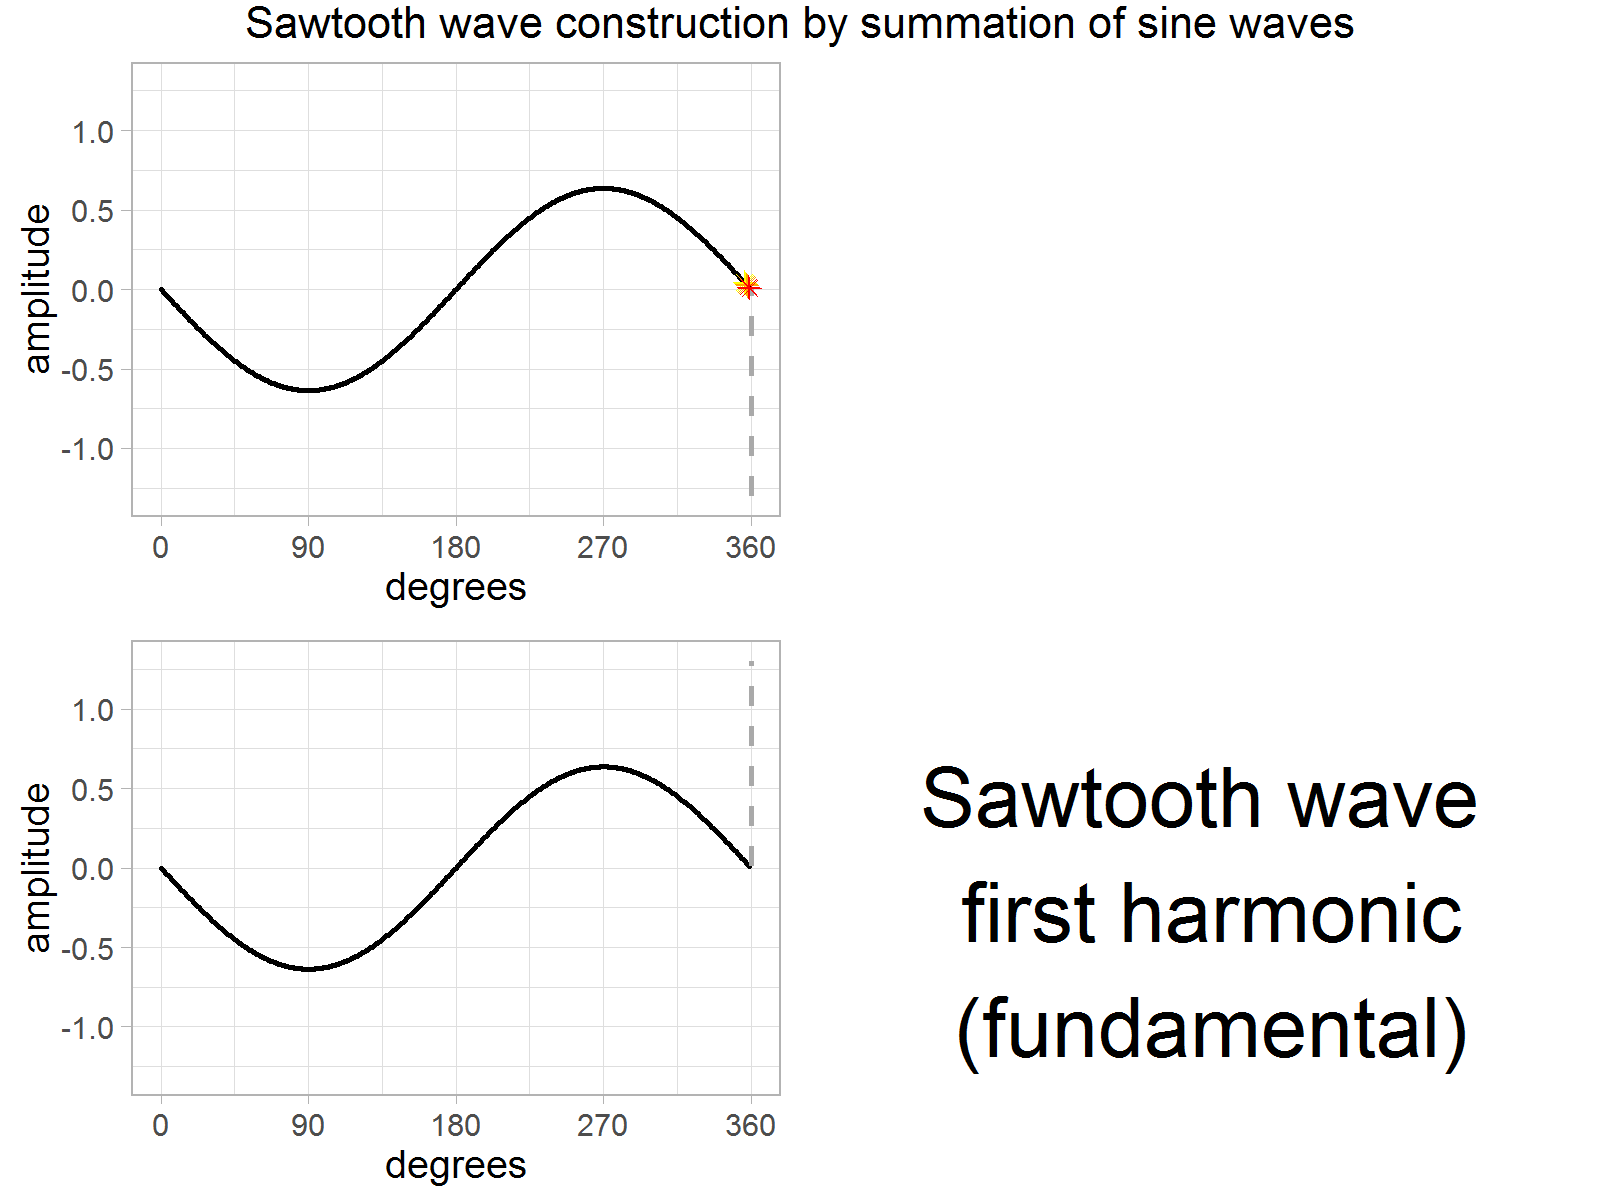 Sawtooth wave construction by summation of sine waves
amplitude
1.0
0.5
0.0
-0.5
-1.0
0 90 180 270 360
degrees
amplitude
1.0
0.5
0.0
-0.5
-1.0
0 90 180 270 360
degrees
Sawtooth wave
first harmonic
(fundamental)